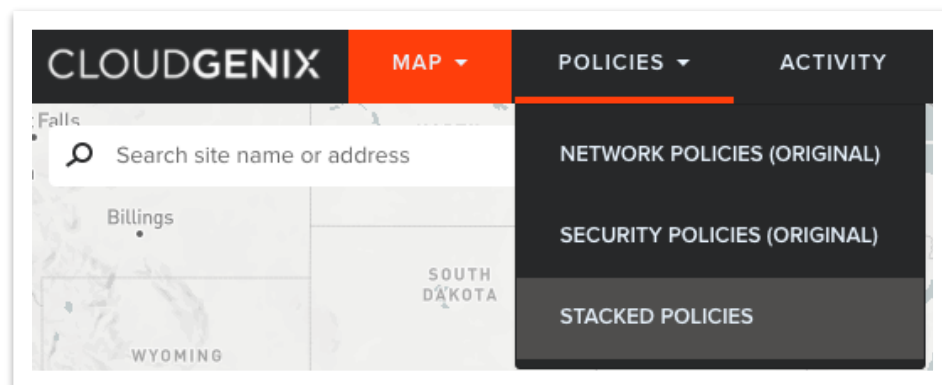 CLOUDGENIX MAP POLICIES ACTIVITY
Falls
Search site name or address
NETWORK POLICIES (ORIGINAL)
Billings
SECURITY POLICIES (ORIGINAL)
SOUTH
DAKOTA
STACKED POLICIES
WYOMING